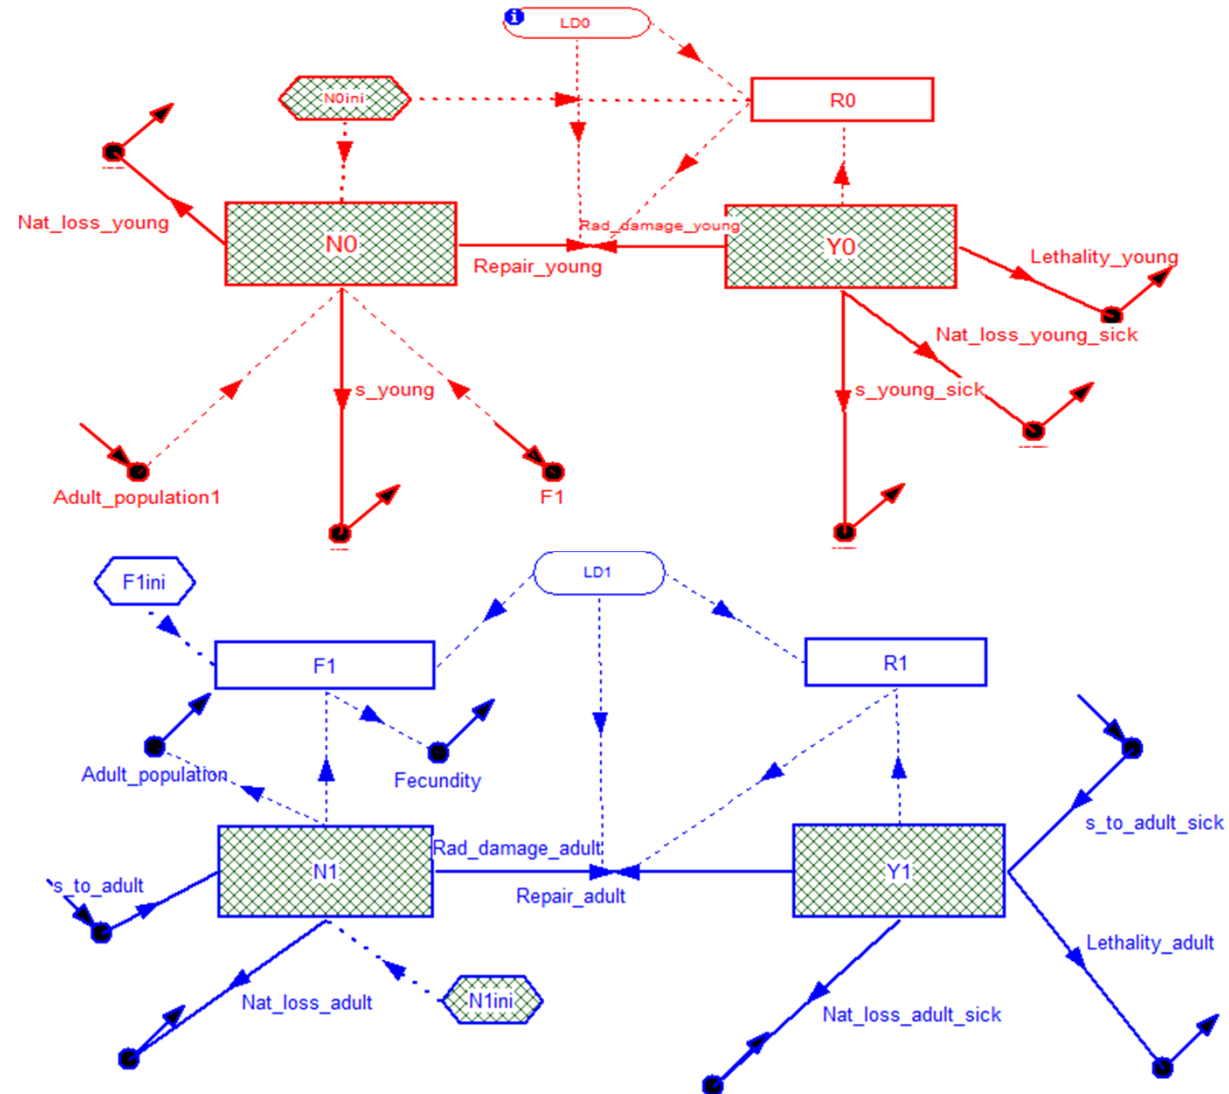 i
LD0
N0ini
R0
Nat_loss_young
N0
Rad_damage_young
Y0
Repair_young
Lethality_young
Nat_loss_young_sick
s_young
s_young_sick
Adult_population1
F1
F1ini
LD1
F1
R1
Adult_population
Fecundity
s_to_adult_sick
Rad_damage_adult
N1
Y1
s_to_adult
Repair_adult
Lethality_adult
Nat_loss_adult
N1ini
Nat_loss_adult_sick